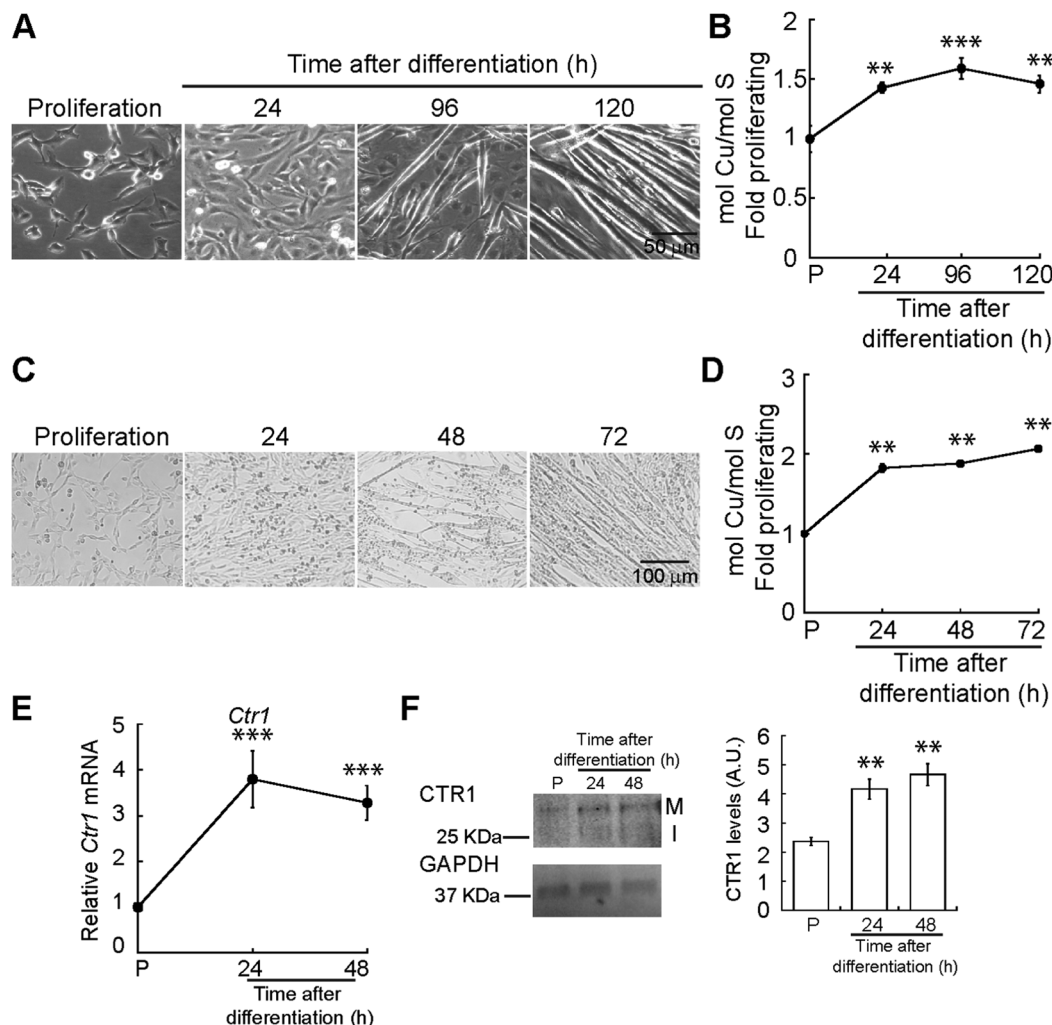 A
Time after differentiation (h)
Proliferation 24 96 120
50 μm
B
mol Cu/mol S
Fold proliferating
2
1.5
1
0.5
0
** *** **
P 24 96 120
Time after
differentiation (h)
C
Proliferation 24 48 72
100 μm
D
mol Cu/mol S
Fold proliferating
3
2
1
0
** ** **
P 24 48 72
Time after
differentiation (h)
E
Relative Ctr1 mRNA
5
4
3
2
1
0
Ctr1
*** ***
P 24 48
Time after
differentiation (h)
F
Time after
differentiation (h)
P 24 48
CTR1
M
I
25 KDa
GAPDH
37 KDa
CTR1 levels (A.U.)
6
5
4
3
2
1
0
** **
P 24 48
Time after
differentiation (h)